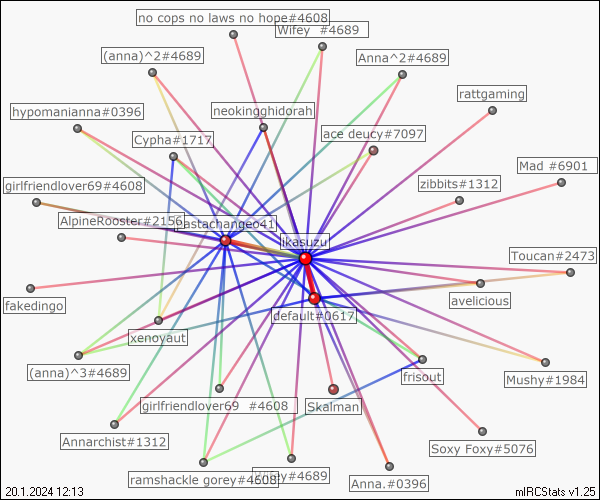 no cops no laws no hope#4608
Wifey #4689
(anna)^2#4689
Anna^2#4689
rattgaming
hypomanianna#0396
neokingghidorah
Cypha#1717
ace deucy#7097
Mad #6901
girlfriendlover69#4608
zibbits#1312
AlpineRooster#2156
Lastachange041
ikasuzu
Toucan#2473
fakedingo
avelicious
default#0617
xenoyaut
(anna)^3#4689
frisout
Mushy#1984
girlfriendlover69 #4608
Skalman
Annarchist#1312
Soxy Foxy#5076
ramshackle gorey#4608
#4689
Anna.#0396
20.1.2024 12:13
mIRCStats v1.25